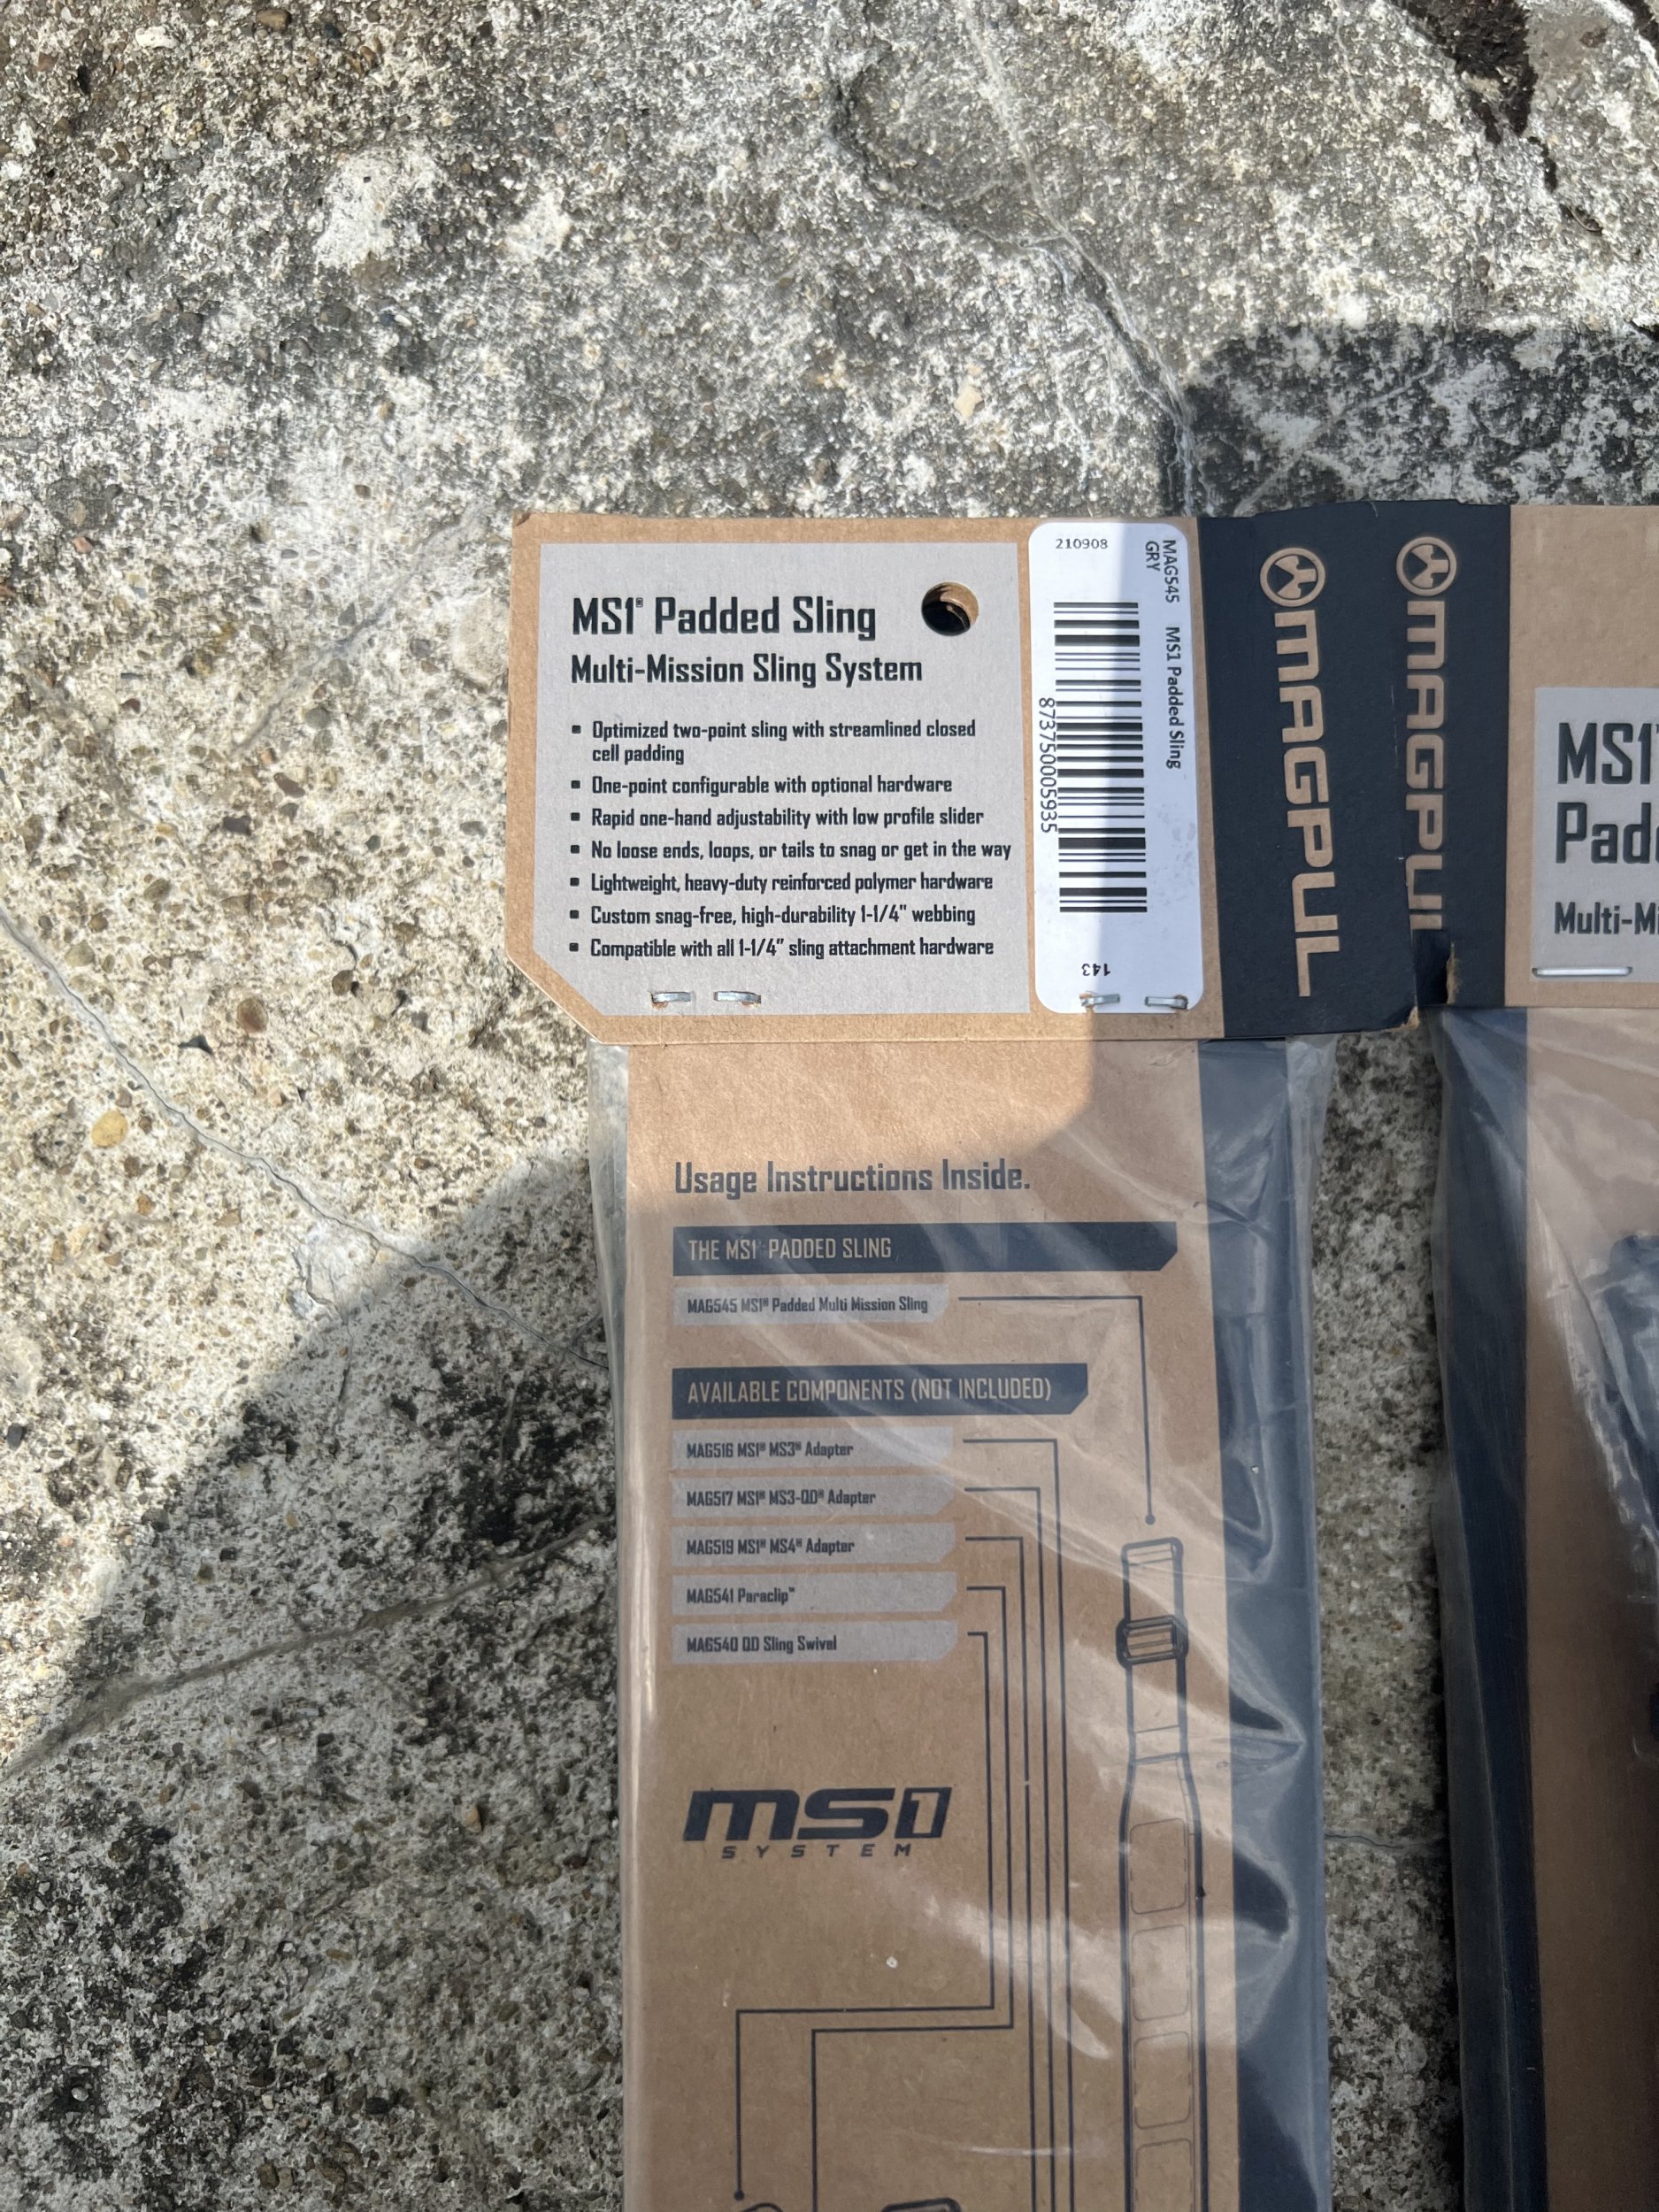 MS1® Padded Sling
Multi-Mission Sling System
▪ Optimized two-point sling with streamlined closed
cell padding
▪ One-point configurable with optional hardware
▪ Rapid one-hand adjustability with low profile slider
▪ No loose ends, loops, or tails to snag or get in the way
▪ Lightweight, heavy-duty reinforced polymer hardware
▪ Custom snag-free, high-durability 1-1/4" webbing
▪ Compatible with all 1-1/4" sling attachment hardware
210908
MAG545 MS1 Padded Sling
GRY
873750005935
143
MAGPUL
MAGPUL
MS1
Pad
Multi-Mi
Usage Instructions Inside.
THE MS1® PADDED SLING
MAG545 MS1® Padded Multi Mission Sling
AVAILABLE COMPONENTS (NOT INCLUDED)
MAG516 MS1® MS3® Adapter
MAG517 MS1® MS3-QD® Adapter
MAG519 MS1® MS4® Adapter
MAG541 Paraclip™
MAG540 QD Sling Swivel
MS1
SYSTEM